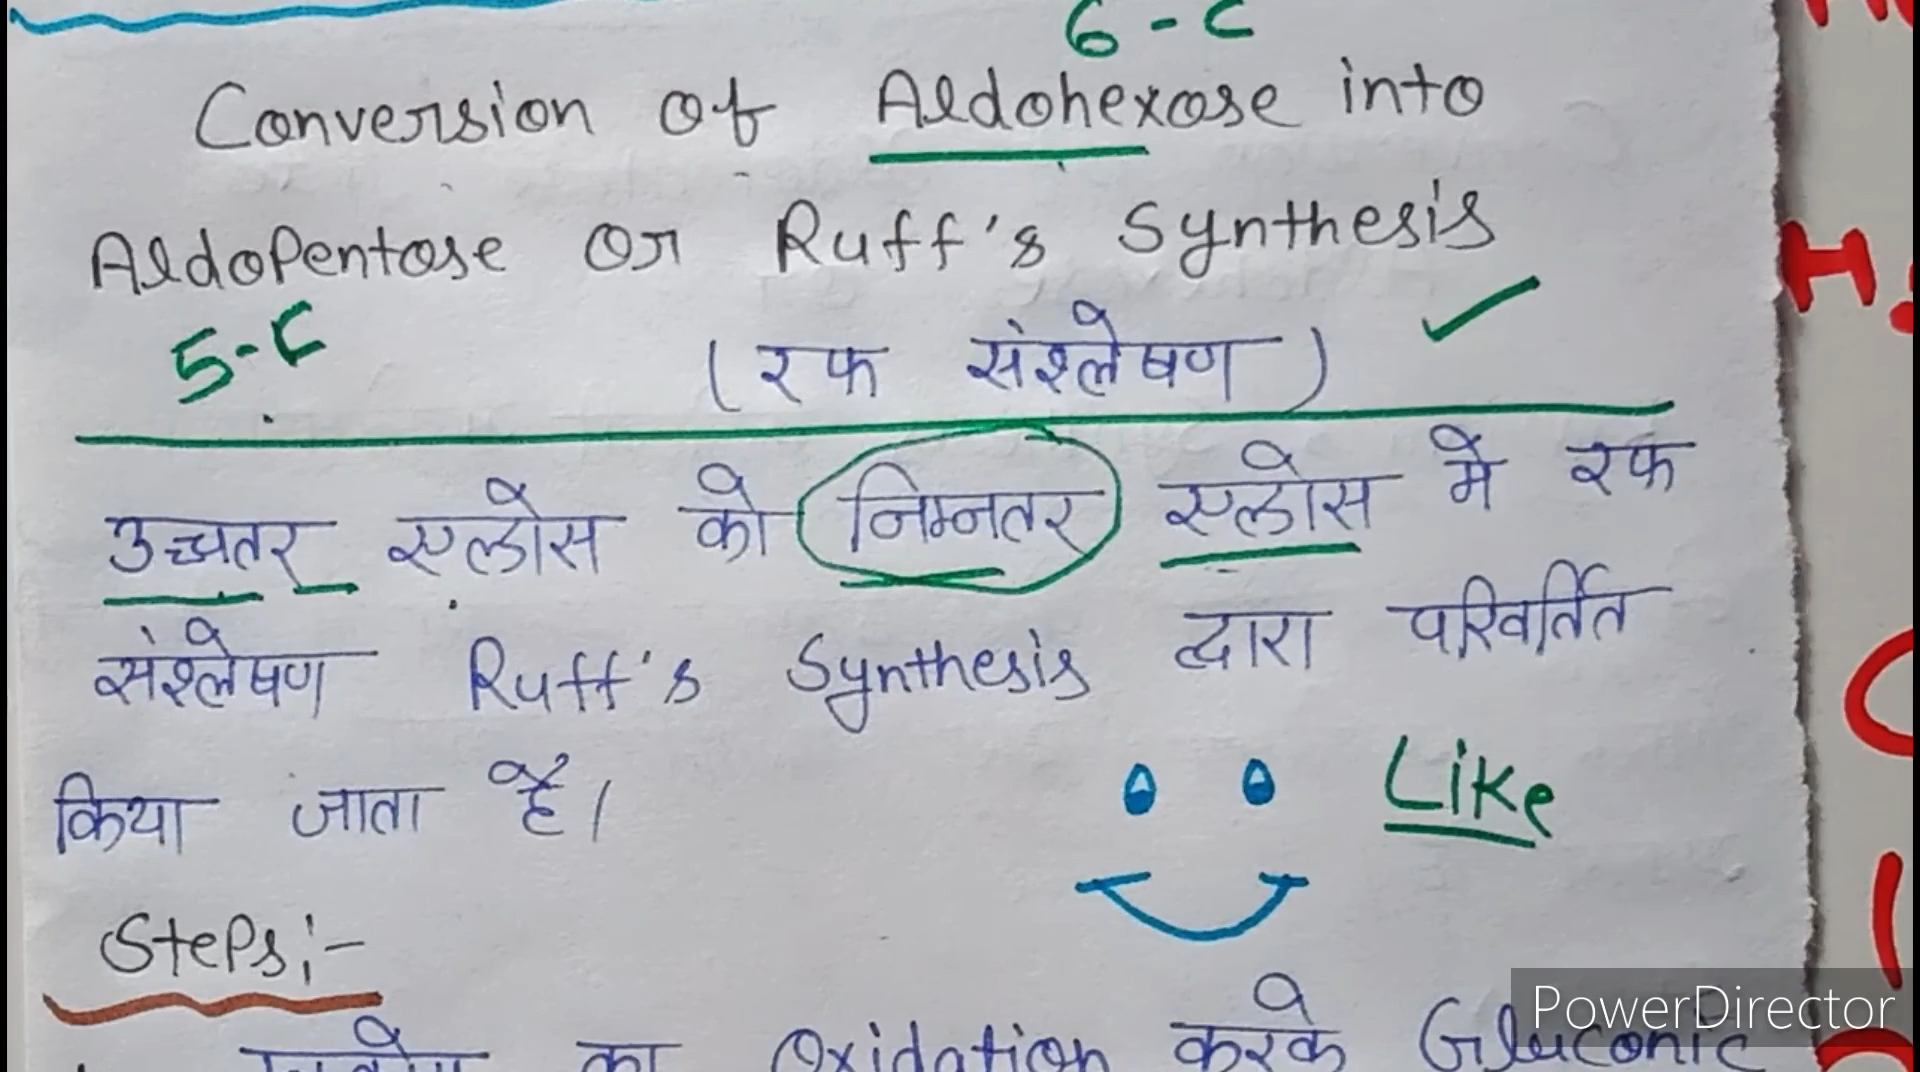 6-C
Conversion of Aldohexose into
Aldopentose or Ruff's Synthesis
5-C
(रफ संश्लेषण)
उच्चतर एल्डोस को निम्नतर एल्डोस मे रफ
संश्लेषण Ruff's Synthesis द्वारा परिवर्तित
किया जाता है।
Like
Steps:-
का Oxidation करके Gluconic
PowerDirector